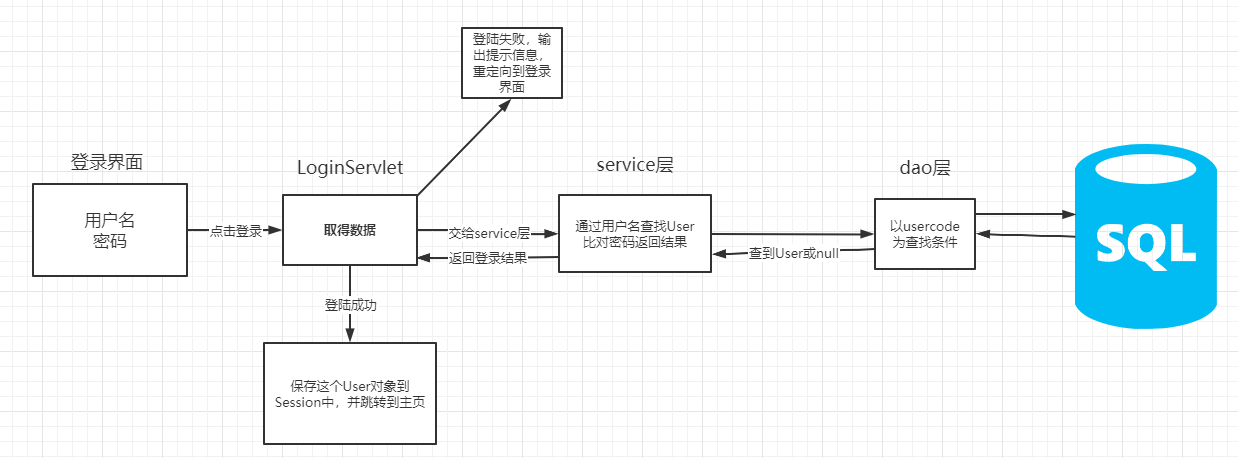 登陆失败，输
出提示信息，
重定向到登录
界面
登录界面
LoginServlet
service层
dao层
用户名
密码
点击登录
取得数据
交给service层
返回登录结果
通过用户名查找User
比对密码返回结果
查到User或null
以usercode
为查找条件
SQL
登陆成功
保存这个User对象到
Session中，并跳转到主页